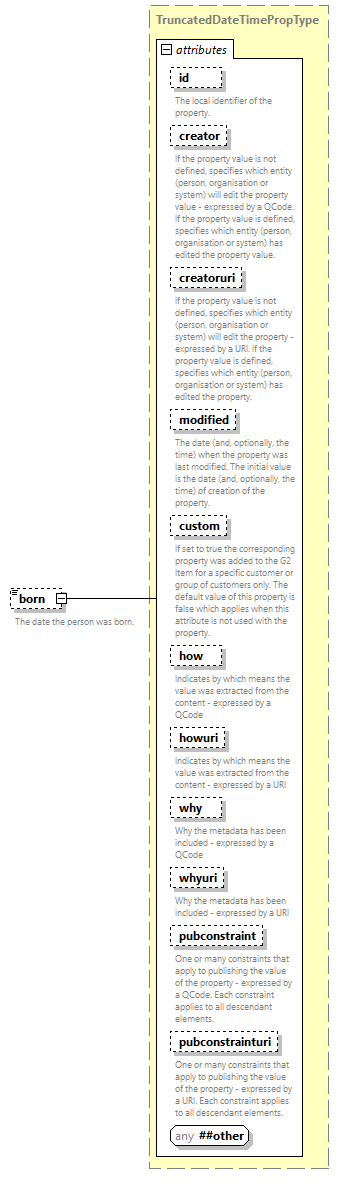 TruncatedDateTimePropType
attributes
id
The local identifier of the
property.
creator
If the property value is not
defined, specifies which entity
(person, organisation or
system) will edit the property
value - expressed by a QCode.
If the property value is defined,
specifies which entity (person,
organisation or system) has
edited the property value.
creatoruri
If the property value is not
defined, specifies which entity
(person, organisation or
system) will edit the property -
expressed by a URI. If the
property value is defined,
specifies which entity (person,
organisation or system) has
edited the property.
modified
The date (and, optionally, the
time) when the property was
last modified. The initial value
is the date (and, optionally, the
time) of creation of the
property.
custom
If set to true the corresponding
property was added to the G2
Item for a specific customer or
group of customers only. The
default value of this property is
false which applies when this
attribute is not used with the
property.
born
The date the person was born.
how
Indicates by which means the
value was extracted from the
content - expressed by a
QCode
howuri
Indicates by which means the
value was extracted from the
content - expressed by a URI
why
Why the metadata has been
included - expressed by a
QCode
whyuri
Why the metadata has been
included - expressed by a URI
pubconstraint
One or many constraints that
apply to publishing the value
of the property - expressed by
a QCode. Each constraint
applies to all descendant
elements.
pubconstrainturi
One or many constraints that
apply to publishing the value
of the property - expressed by
a URI. Each constraint applies
to all descendant elements.
any ##other